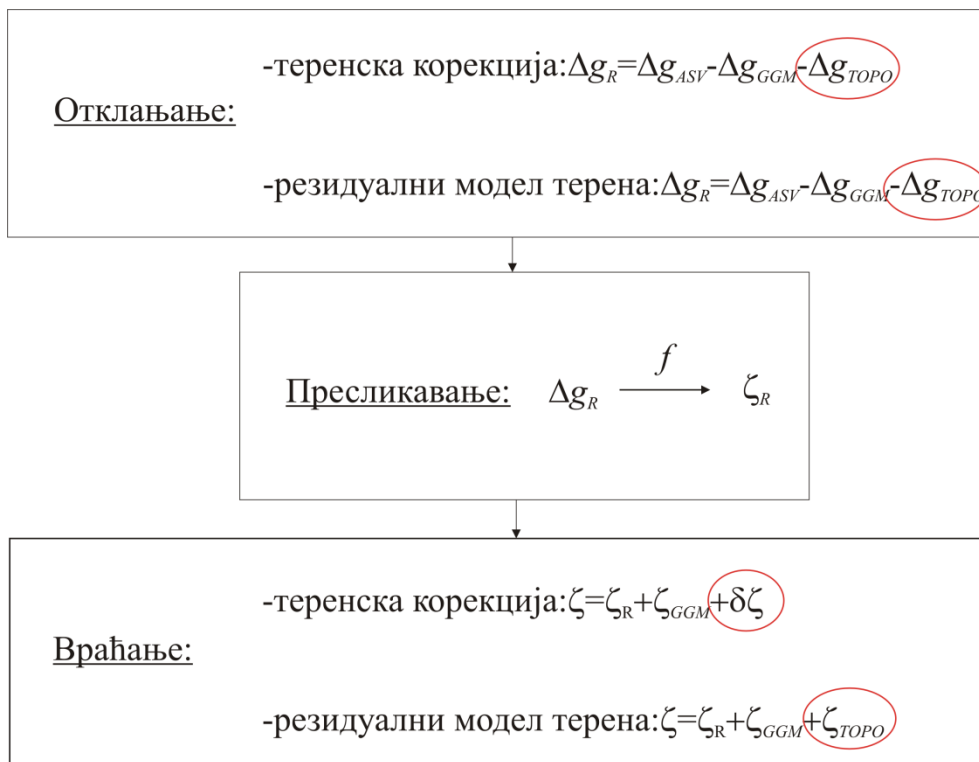 -теренска корекција:Δg_R=Δg_ASV-Δg_GGM-Δg_TOPO
Отклањање:
-резидуални модел терена:Δg_R=Δg_ASV-Δg_GGM-Δg_TOPO
f
Пресликавање: Δg_R ζ_R
-теренска корекција:ζ=ζ_R+ζ_GGM+δζ
Враћање:
-резидуални модел терена:ζ=ζ_R+ζ_GGM+ζ_TOPO